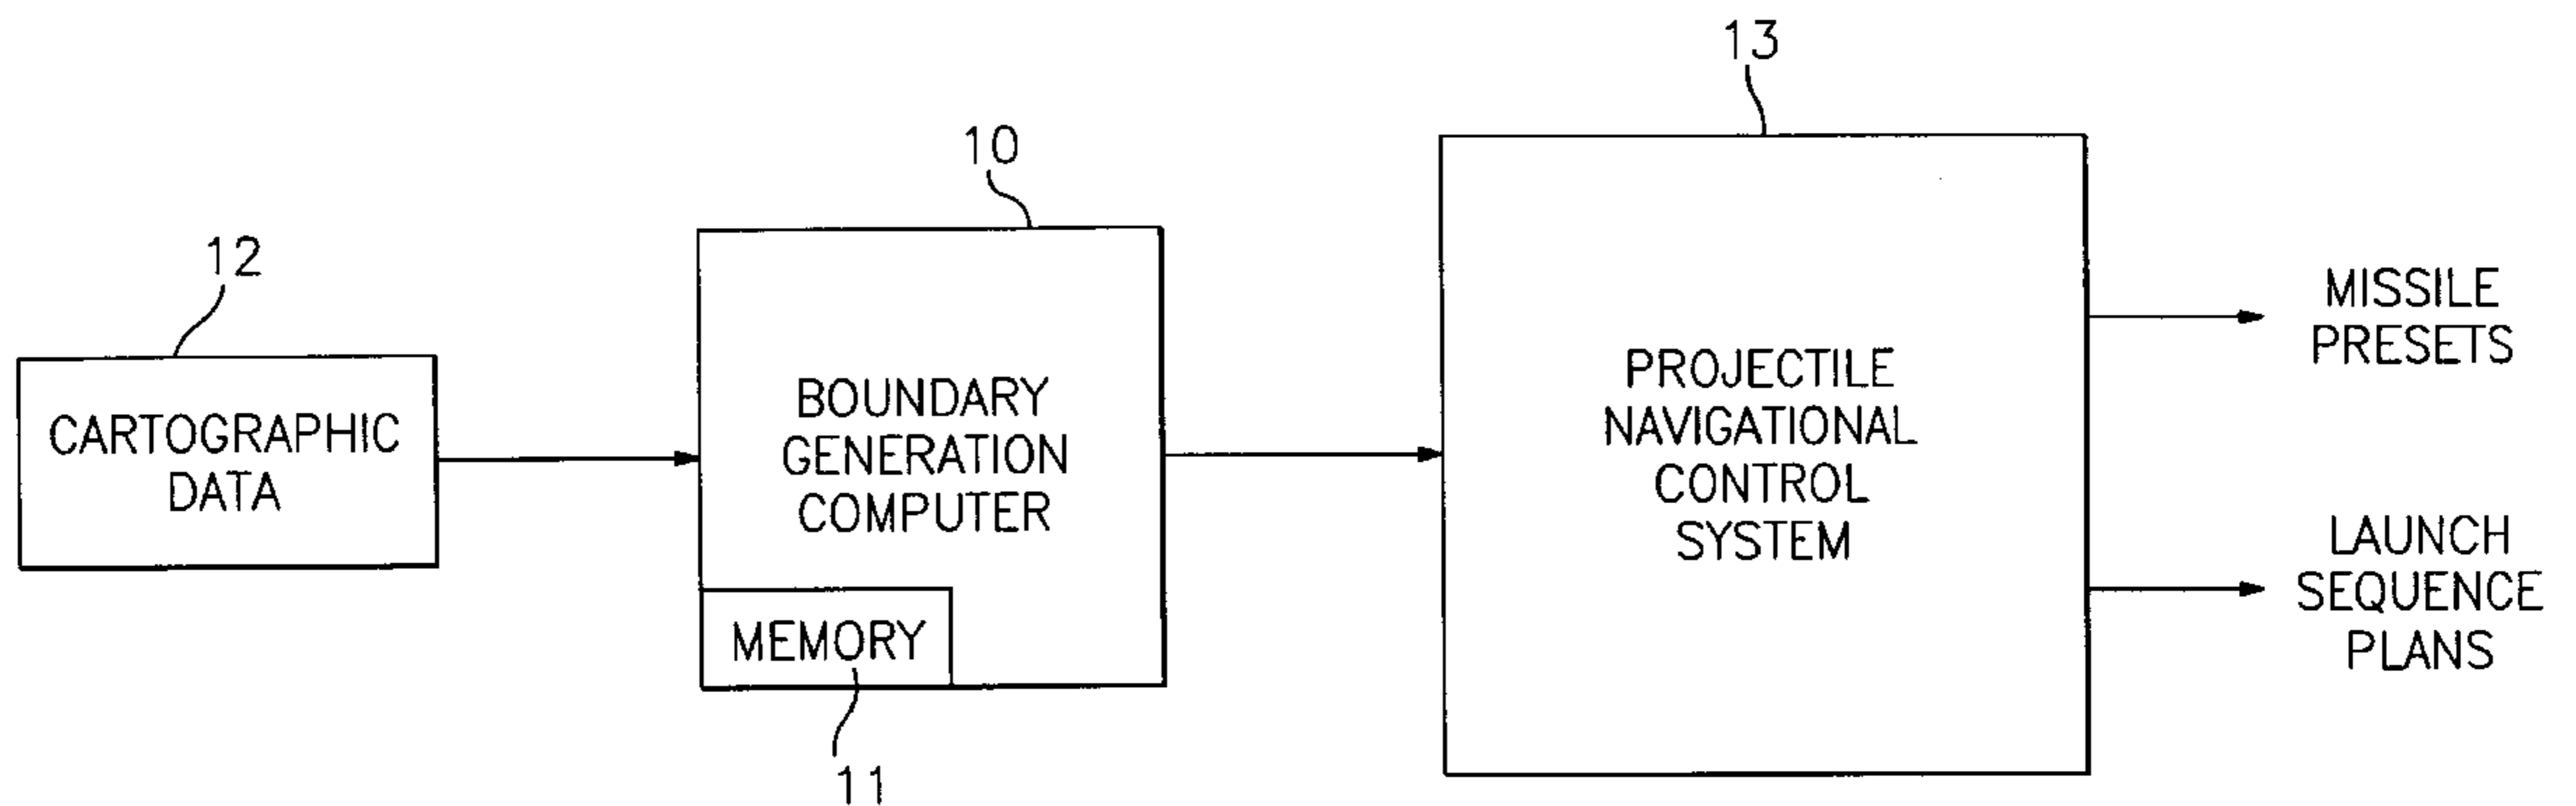 13
10
12
MISSILE
PRESETS
PROJECTILE
NAVIGATIONAL
CONTROL
SYSTEM
BOUNDARY
GENERATION
COMPUTER
CARTOGRAPHIC
DATA
LAUNCH
SEQUENCE
PLANS
MEMORY
11